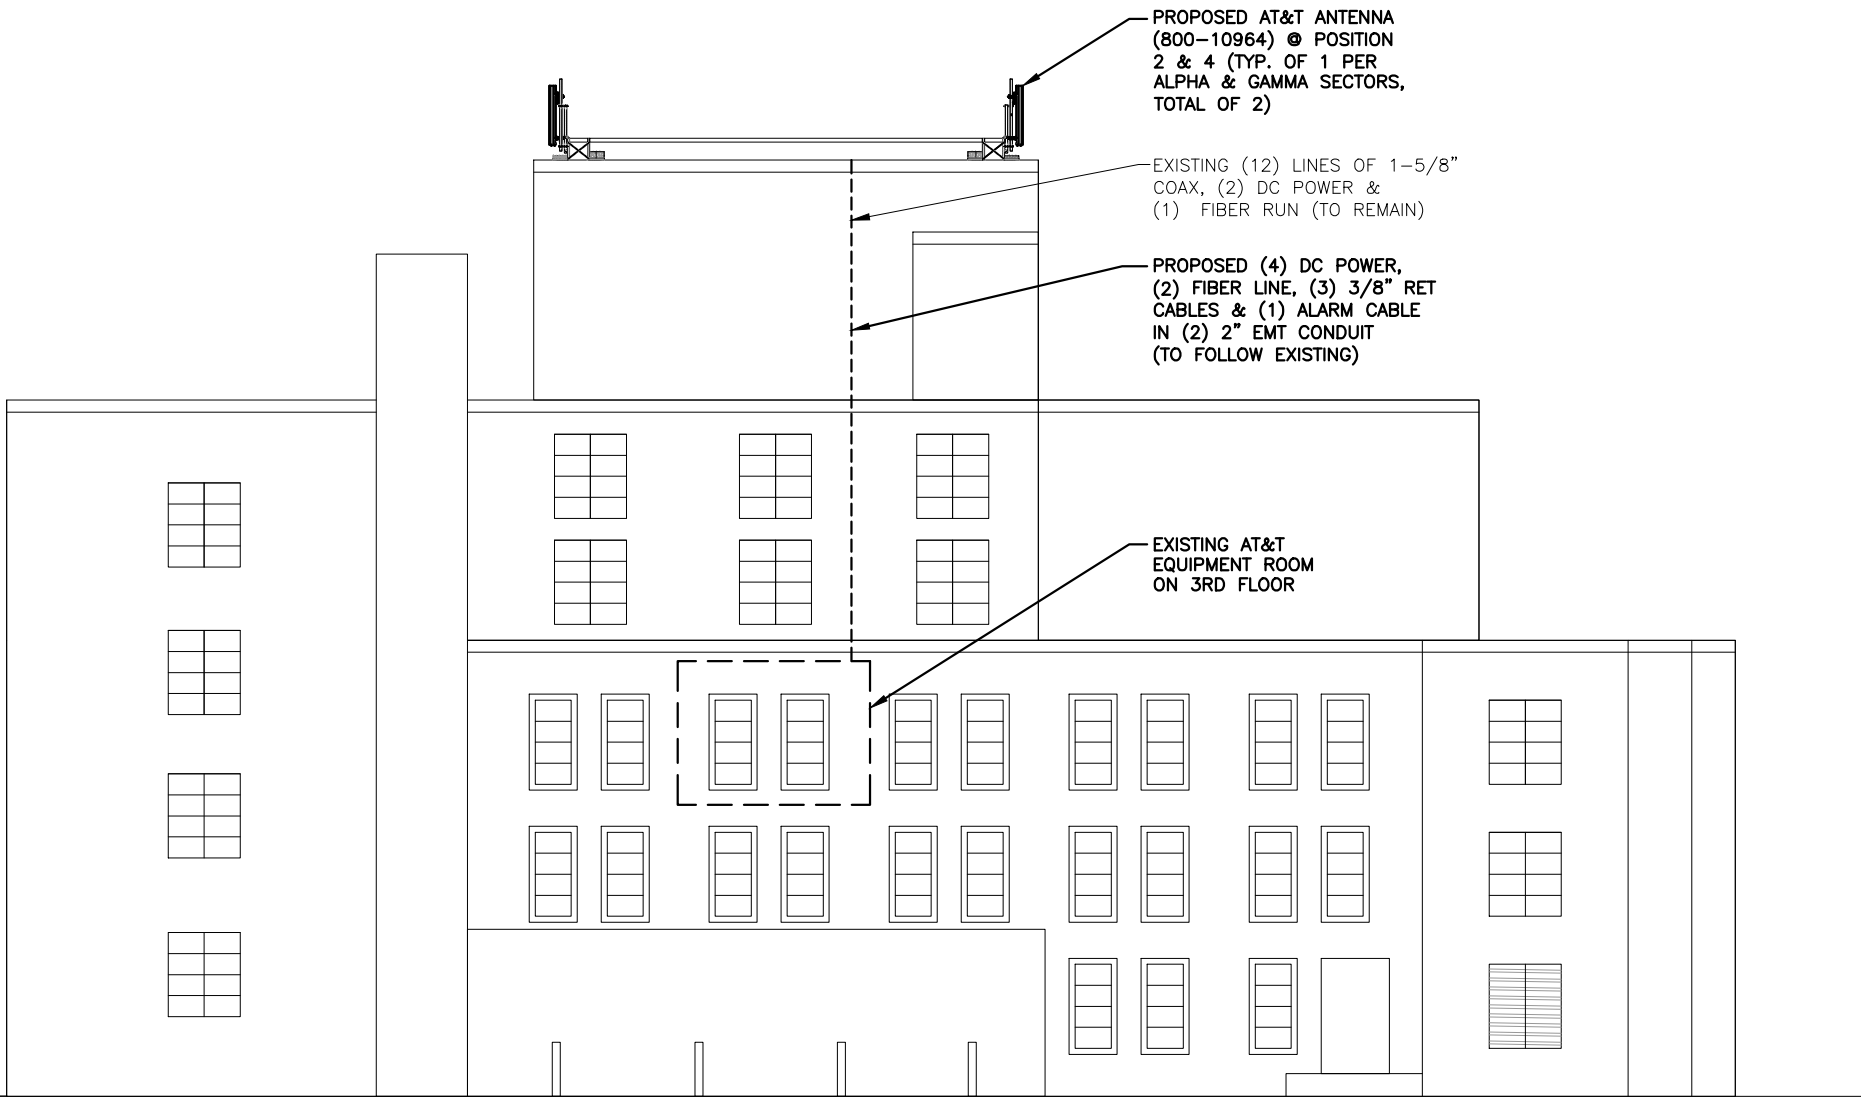 PROPOSED AT&T ANTENNA
(800-10964) @ POSITION
2 & 4 (TYP. OF 1 PER
ALPHA & GAMMA SECTORS,
TOTAL OF 2)
EXISTING (12) LINES OF 1-5/8"
COAX, (2) DC POWER &
(1) FIBER RUN (TO REMAIN)
PROPOSED (4) DC POWER,
(2) FIBER LINE, (3) 3/8" RET
CABLES & (1) ALARM CABLE
IN (2) 2" EMT CONDUIT
(TO FOLLOW EXISTING)
EXISTING AT&T
EQUIPMENT ROOM
ON 3RD FLOOR